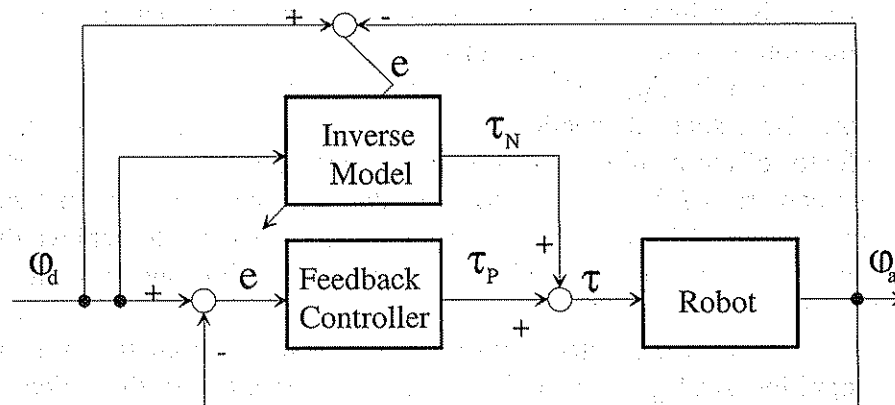 + -
e
Inverse
Model
τN
φd
+
e
Feedback
Controller
τP
+
+
τ
Robot
φa
-